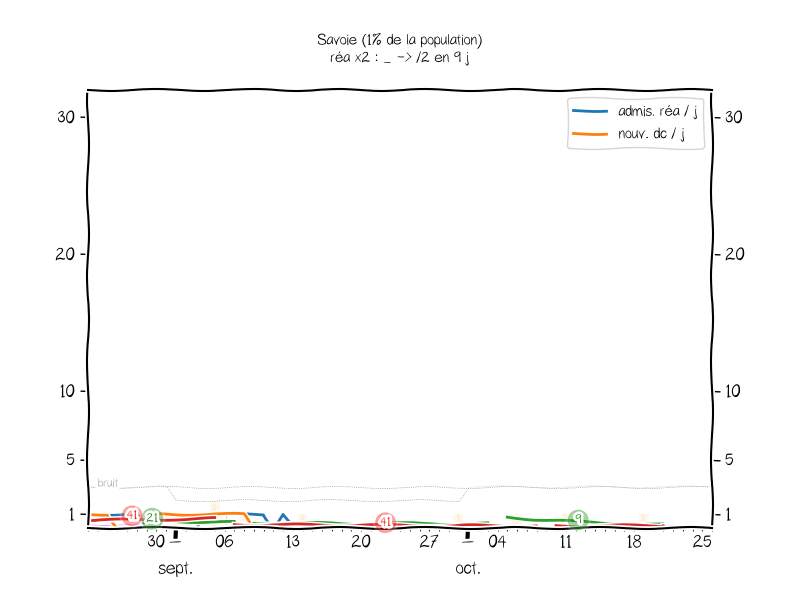 Savoie (1% de la population)
réa x2 : _ -> /2 en 9 j
admis. réa / j
nouv. dc / j
30 30
20 20
10 10
5 5
bruit
1 41 21 41 9 1
30 06 13 20 27 04 11 18 25
sept. oct.